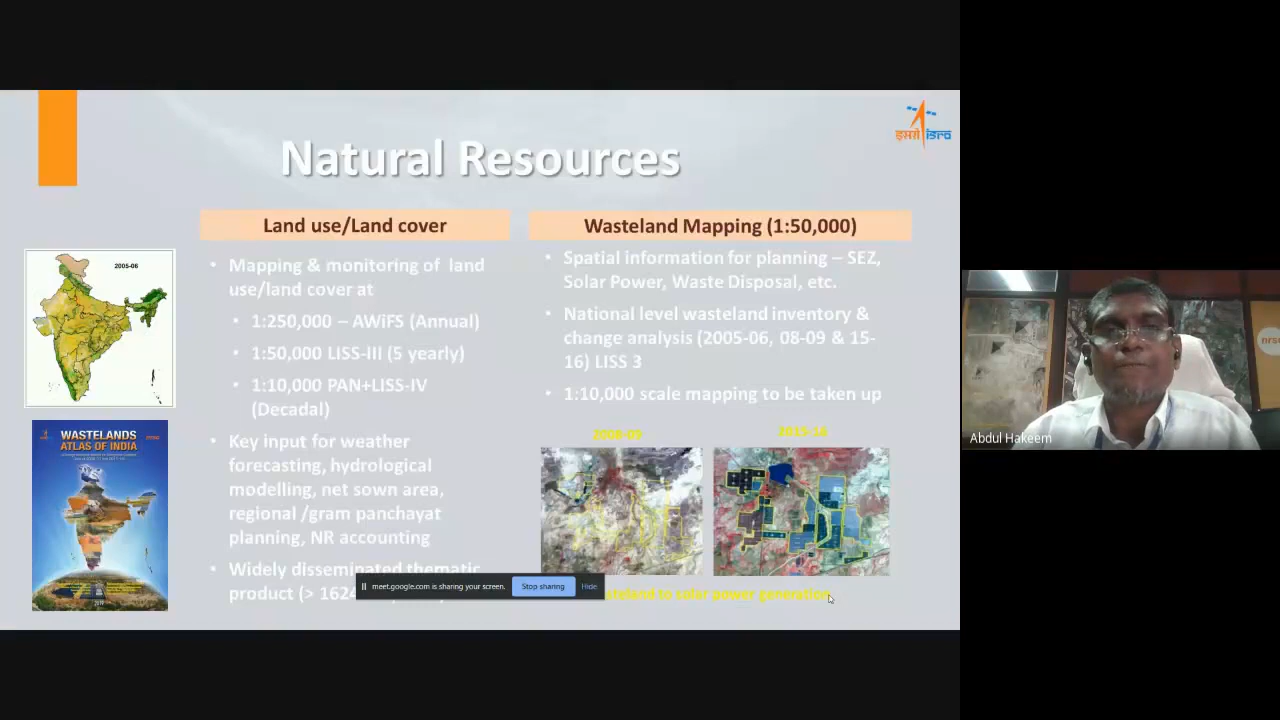 Natural Resources
इसरो isro
Land use/Land cover
Mapping & monitoring of land
use/land cover at
1:250,000 – AWiFS (Annual)
1:50,000 LISS-III (5 yearly)
1:10,000 PAN+LISS-IV
(Decadal)
Key input for weather
forecasting, hydrological
modelling, net sown area,
regional /gram panchayat
planning, NR accounting
Widely disseminated thematic
product (> 1624
Wasteland Mapping (1:50,000)
Spatial information for planning – SEZ,
Solar Power, Waste Disposal, etc.
National level wasteland inventory &
change analysis (2005-06, 08-09 & 15-
16) LISS 3
1:10,000 scale mapping to be taken up
2008-09
to solar power generation
2005-06
WASTELANDS
ATLAS OF INDIA
2019
meet.google.com is sharing your screen.
Stop sharing
Hide
nrsc
Abdul Hakeem